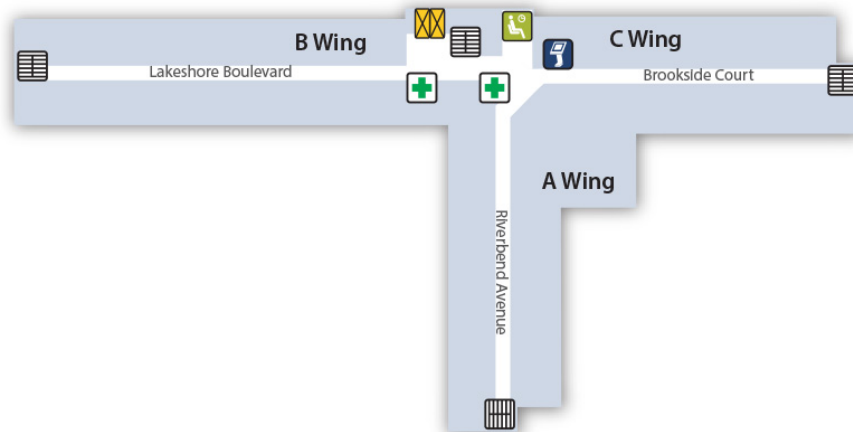 B Wing
C Wing
Lakeshore Boulevard
Brookside Court
A Wing
Riverbend Avenue